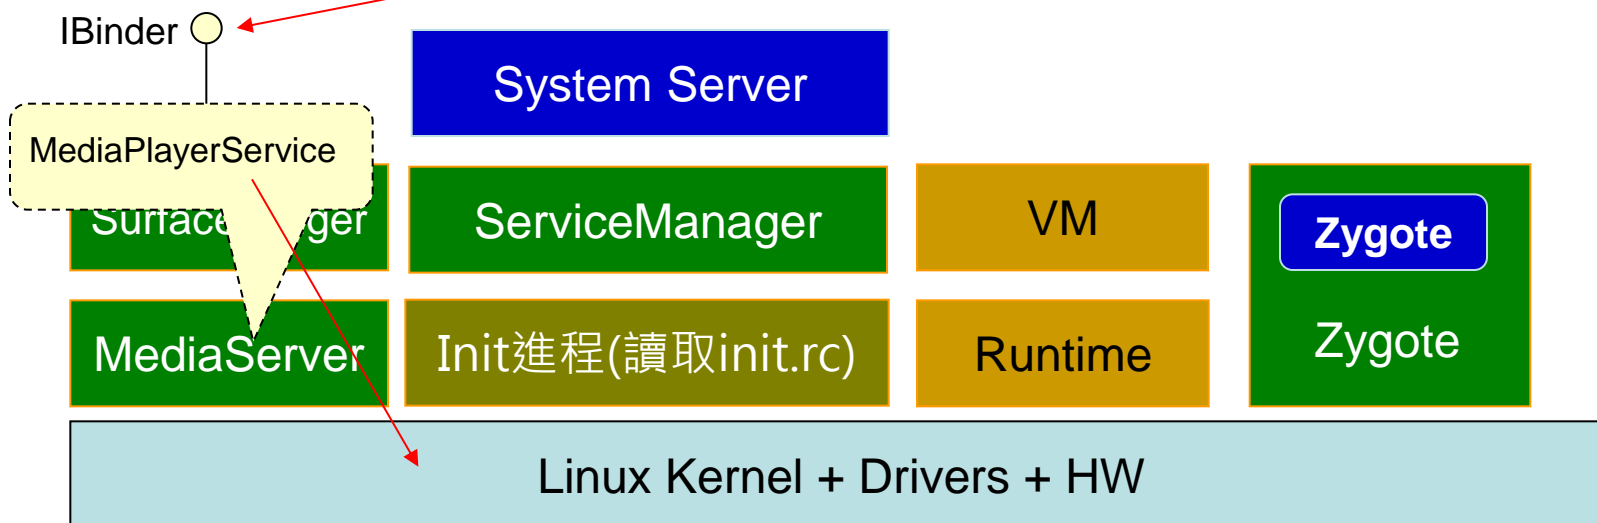 IBinder
System Server
MediaPlayerService
ServiceManager
VM
Zygote
MediaServer
Init進程(讀取init.rc)
Runtime
Zygote
Linux Kernel + Drivers + HW